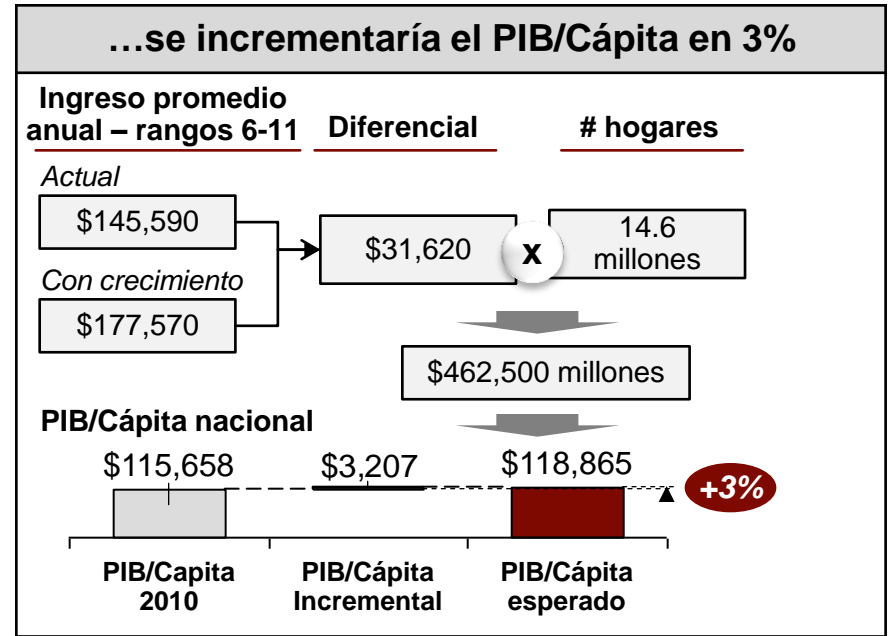 …se incrementaría el PIB/Cápita en 3%
Ingreso promedio
anual – rangos 6-11
Diferencial
# hogares
Actual
$145,590
$31,620
x
14.6
millones
Con crecimiento
$177,570
$462,500 millones
PIB/Cápita nacional
$115,658
$3,207
$118,865
+3%
PIB/Capita
2010
PIB/Cápita
Incremental
PIB/Cápita
esperado